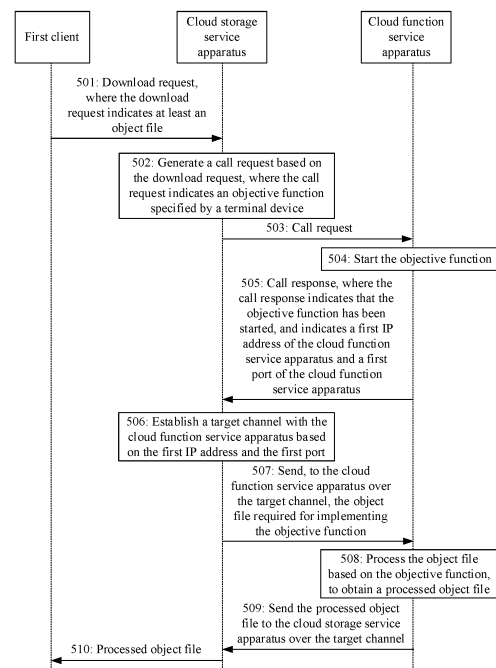 First client
Cloud storage
service
apparatus
Cloud function
service
apparatus
501: Download request,
where the download
request indicates at least an
object file
502: Generate a call request based on
the download request, where the call
request indicates an objective function
specified by a terminal device
503: Call request
504: Start the objective function
505: Call response, where the
call response indicates that the
objective function has been
started, and indicates a first IP
address of the cloud function
service apparatus and a first
port of the cloud function
service apparatus
506: Establish a target channel with the
cloud function service apparatus based
on the first IP address and the first port
507: Send, to the cloud
function service apparatus over
the target channel, the object
file required for implementing
the objective function
508: Process the object file
based on the objective function,
to obtain a processed object file
509: Send the processed object
file to the cloud storage service
apparatus over the target channel
510: Processed object file